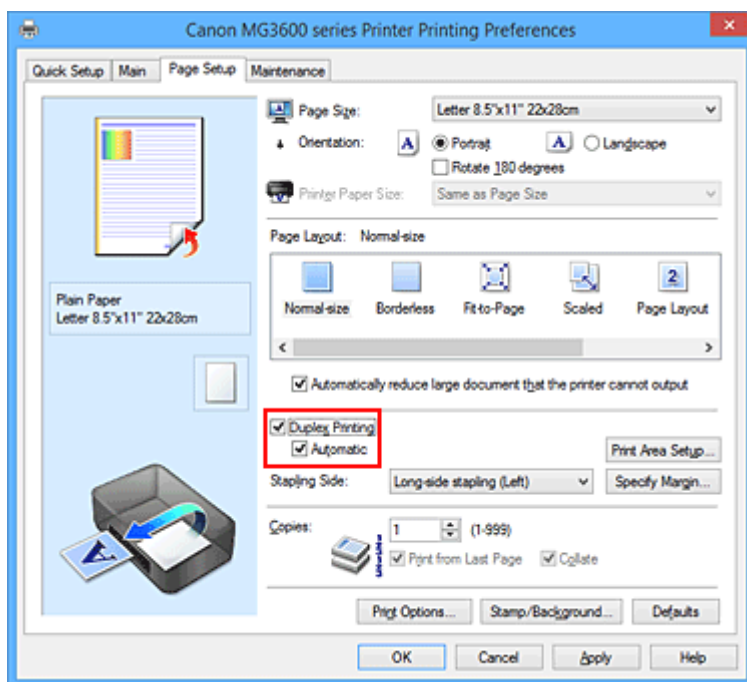 Canon MG3600 series Printer Printing Preferences
Quick Setup Main Page Setup Maintenance
Page Size: Letter 8.5"x11" 22x28cm
Orientation: A Portrait A Landscape
Rotate 180 degrees
Printer Paper Size: Same as Page Size
Page Layout: Normal-size
2
Normal-size Borderless Fit-to-Page Scaled Page Layout
Plain Paper
Letter 8.5"x11" 22x28cm
Automatically reduce large document that the printer cannot output
Duplex Printing
Automatic
Print Area Setup...
Stapling Side: Long-side stapling (Left) Specify Margin...
Copies: 1 (1-999)
Print from Last Page Collate
A
Print Options... Stamp/Background... Defaults
OK Cancel Apply Help